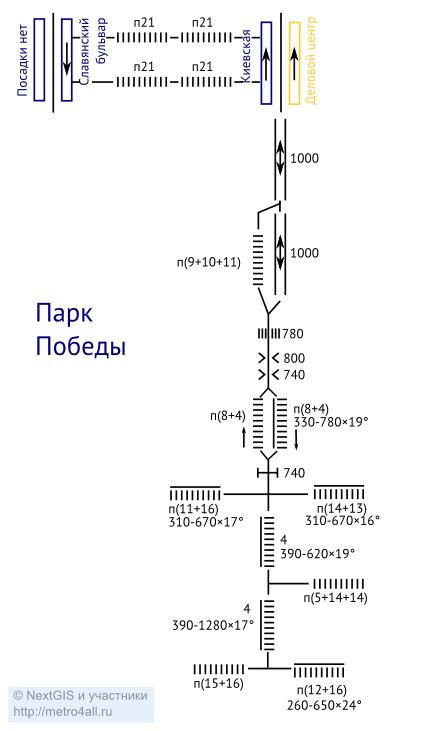 Посадки нет
Славянский
бульвар
п21
п21
п21
п21
Киевская
Деловой центр
1000
1000
п(9+10+11)
Парк
Победы
780
800
740
п(8+4)
п(8+4)
330-780×19°
740
п(11+16)
310-670×17°
п(14+13)
310-670×16°
4
390-620×19°
п(5+14+14)
4
390-1280×17°
п(15+16)
п(12+16)
260-650×24°
© NextGIS и участники
http://metro4all.ru